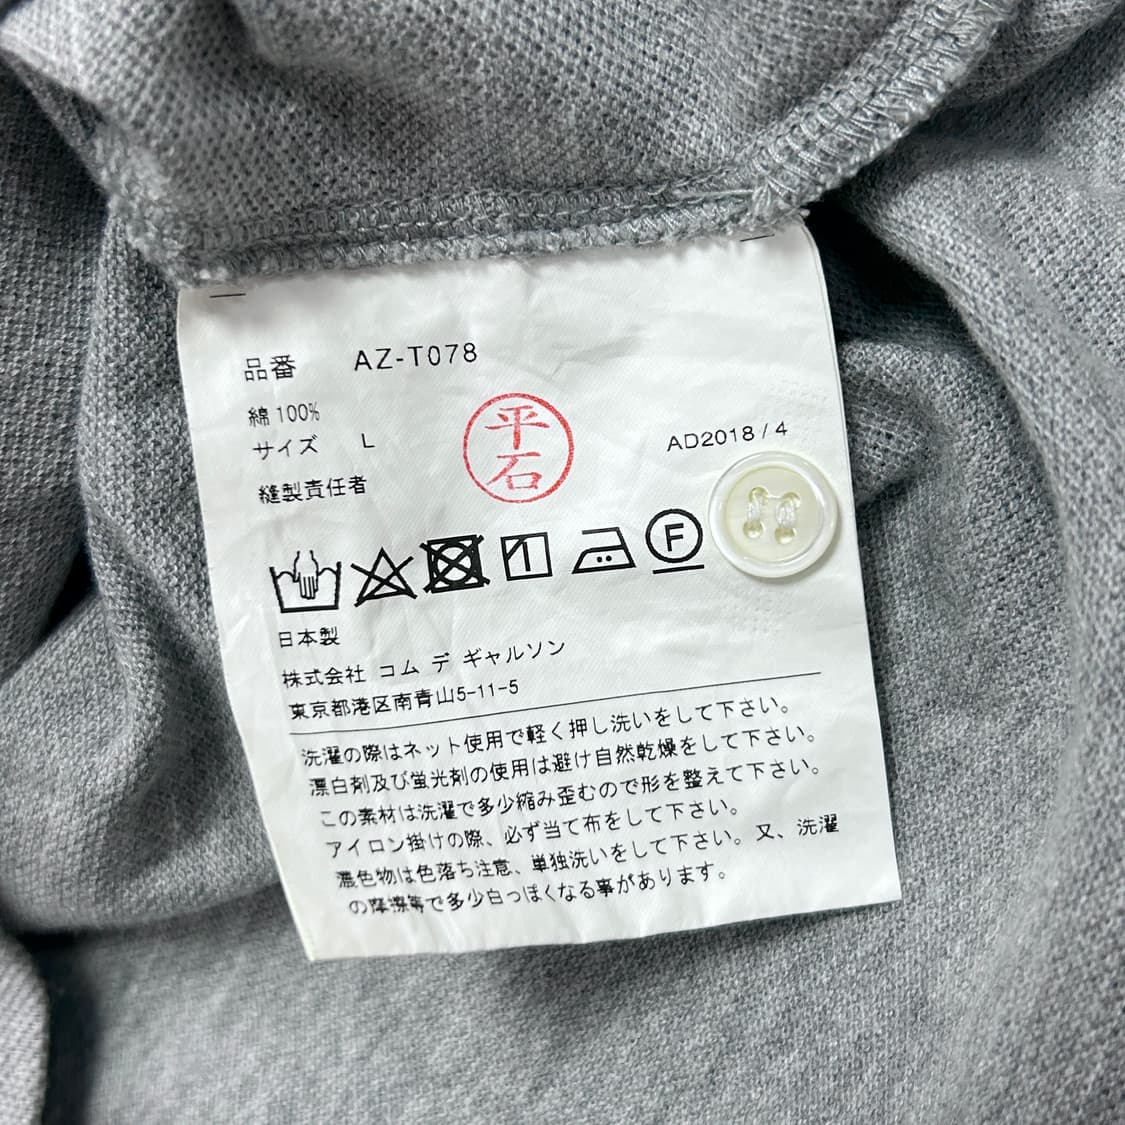 品番 AZ-T078
綿100%
サイズ L
縫製責任者
平石
AD2018/4
1
F
日本製
株式会社 コム デ ギャルソン
東京都港区南青山5-11-5
洗濯の際はネット使用で軽く押し洗いをして下さい。
漂白剤及び蛍光剤の使用は避け自然乾燥をして下さい。
この素材は洗濯で多少縮み歪むので形を整えて下さい。
アイロン掛けの際、必ず当て布をして下さい。
濃色物は色落ち注意、単独洗いをして下さい。又、洗濯
の摩擦等で多少白っぽくなる事があります。